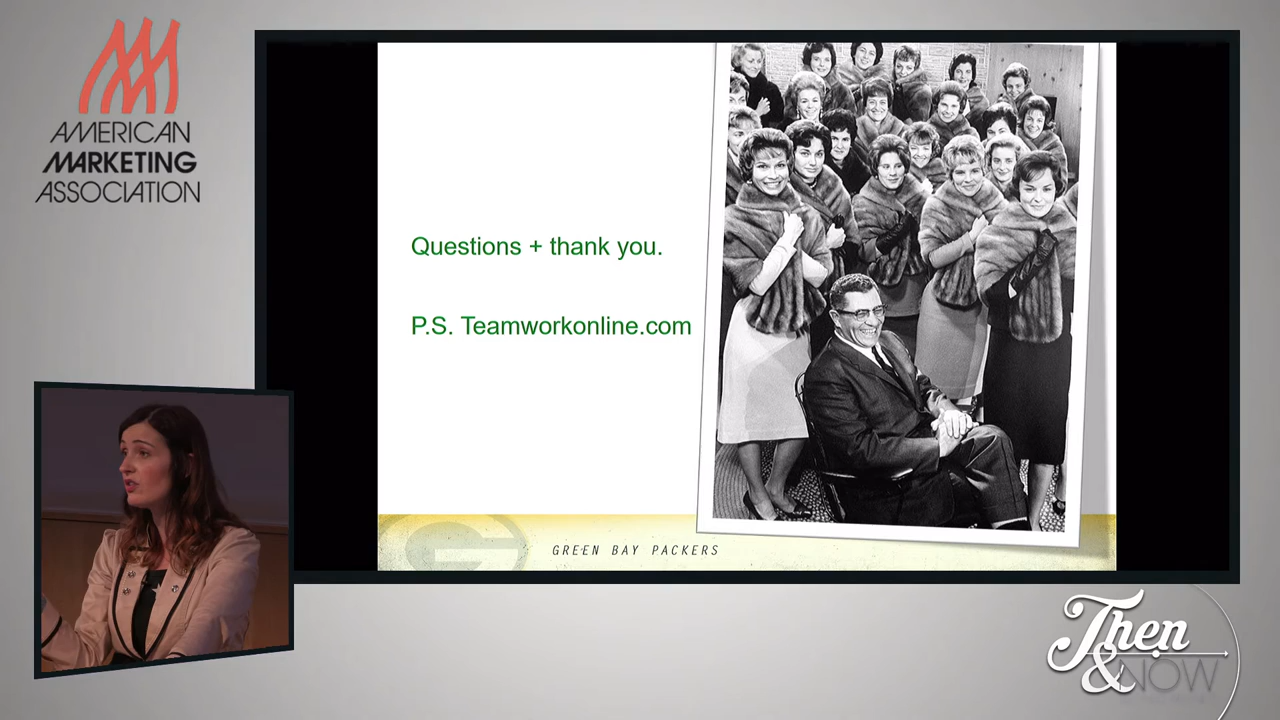 AMERICAN
MARKETING
ASSOCIATION
Questions + thank you.
P.S. Teamworkonline.com
G
GREEN BAY PACKERS
Then
& NOW